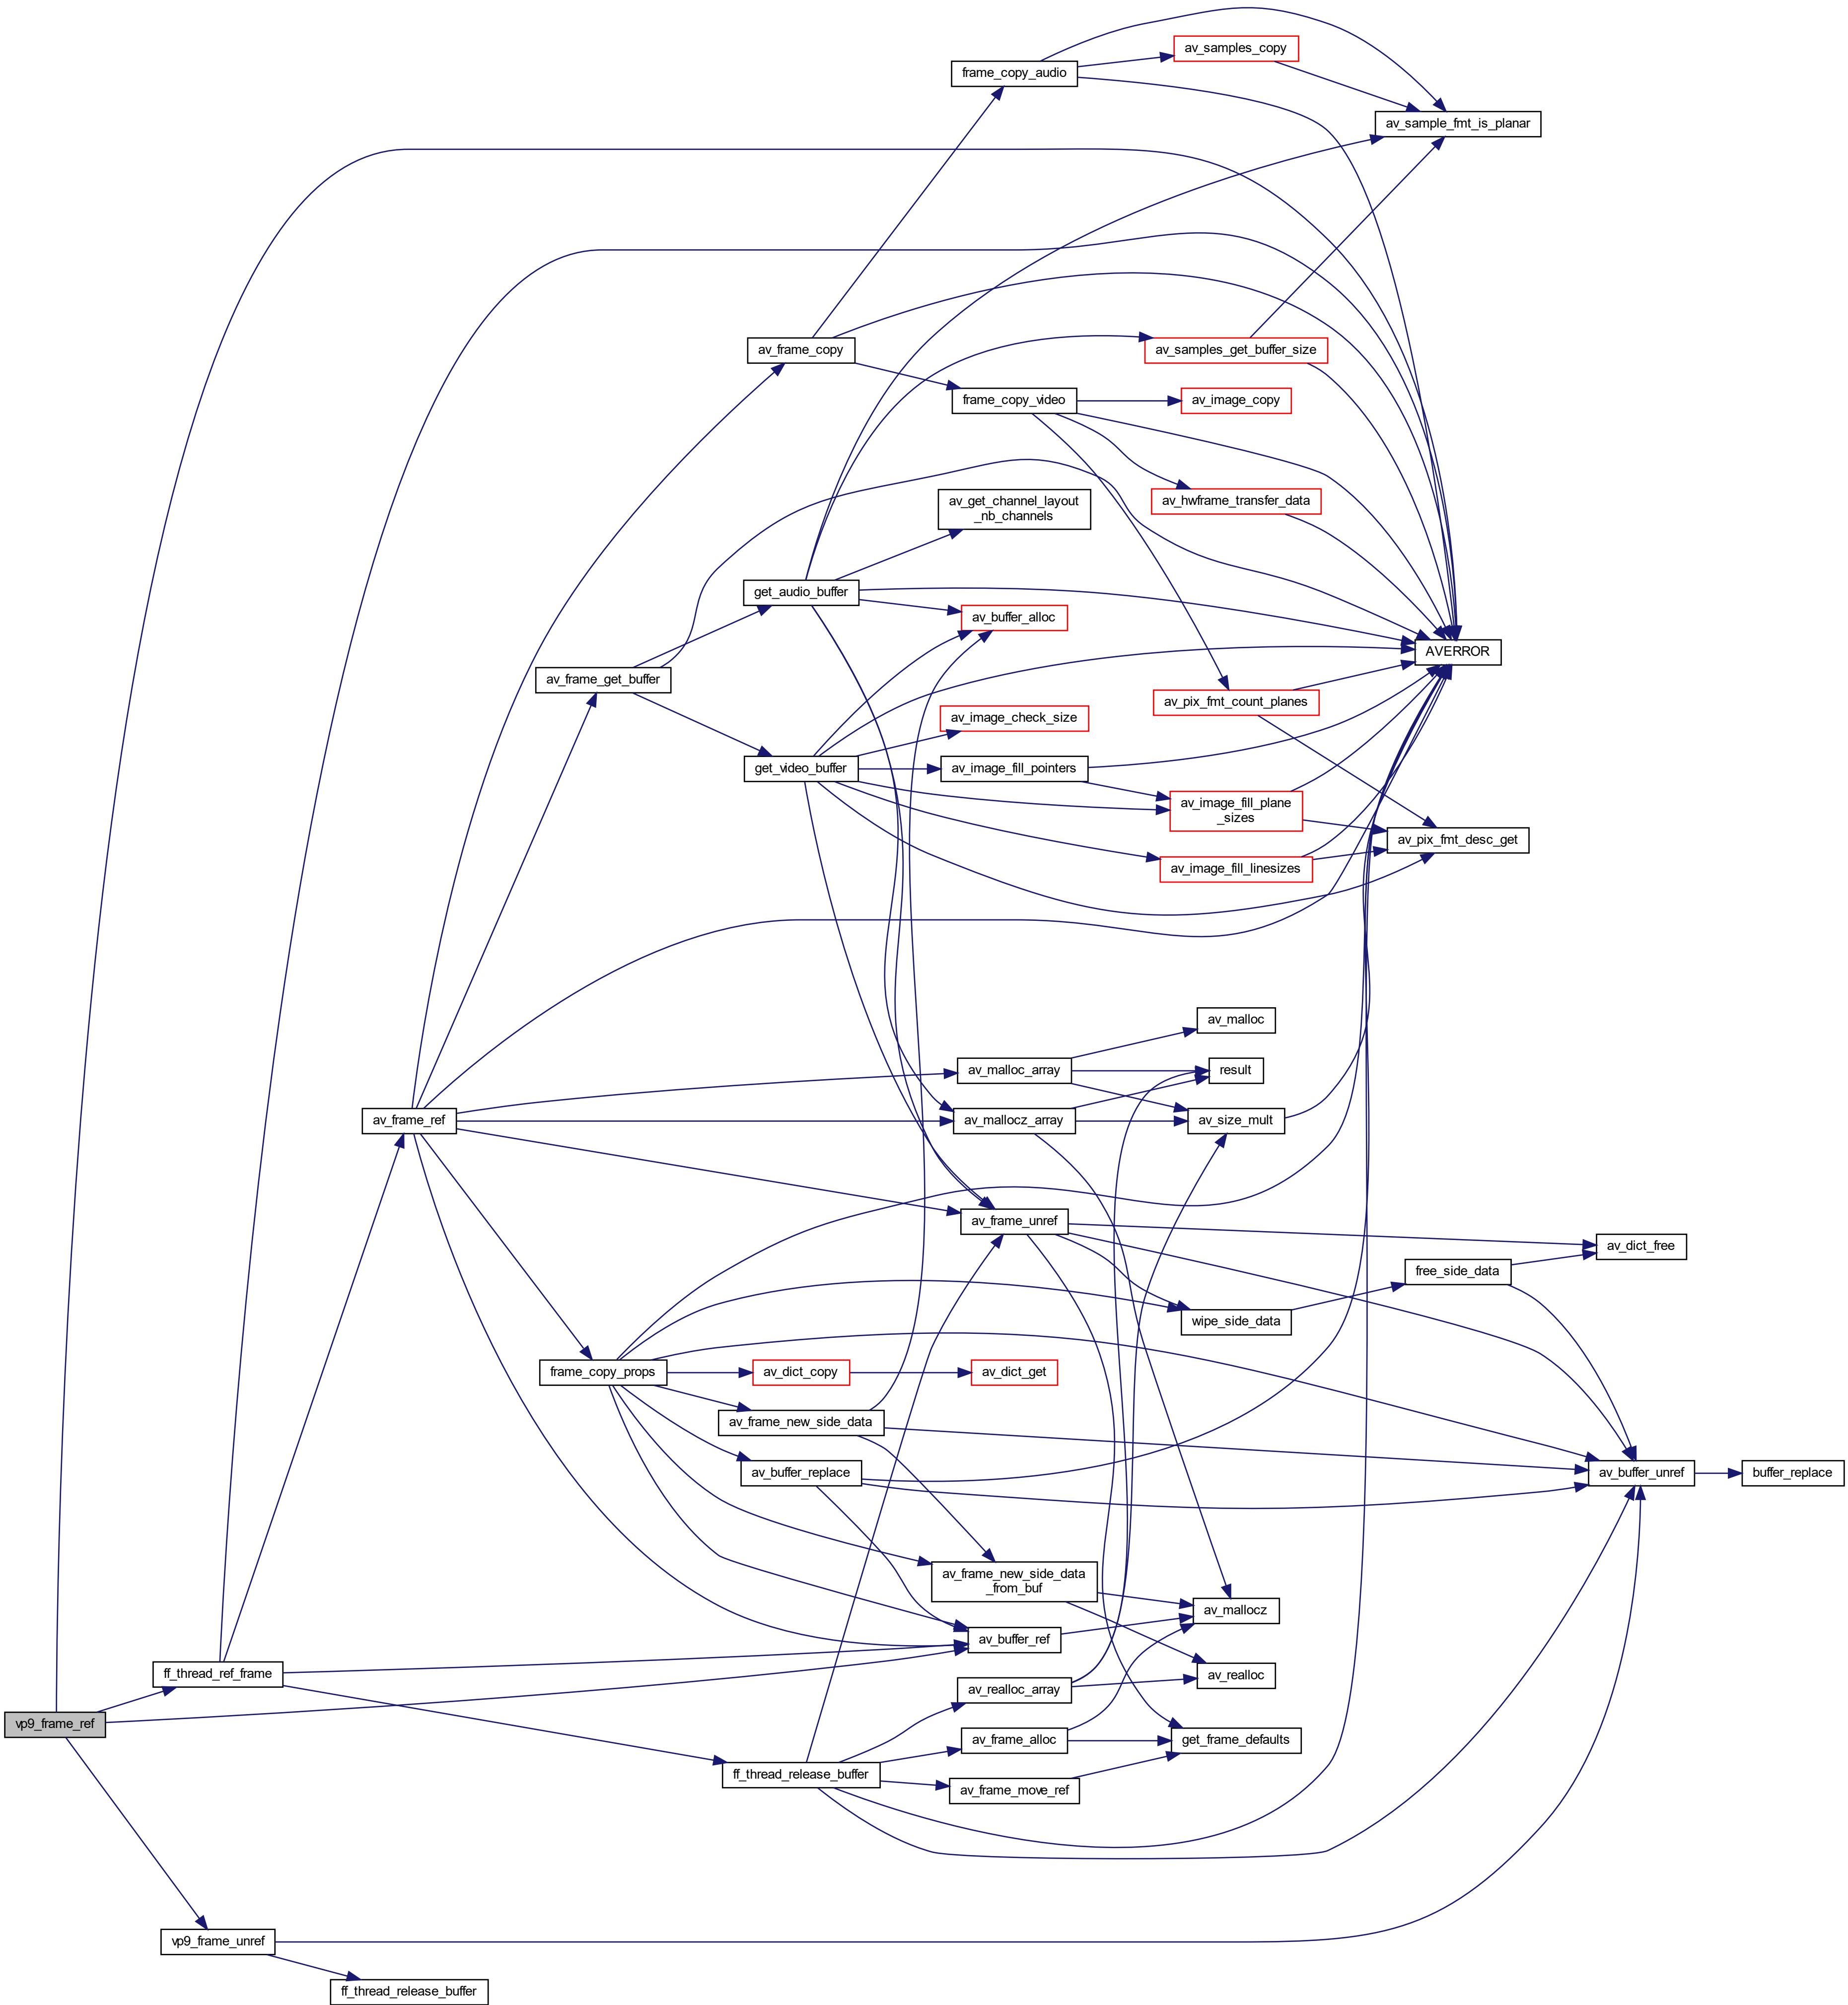 av_samples_copy
frame_copy_audio
av_sample_fmt_is_planar
av_frame_copy
av_samples_get_buffer_size
frame_copy_video
av_image_copy
av_get_channel_layout
_nb_channels
av_hwframe_transfer_data
get_audio_buffer
av_buffer_alloc
AVERROR
av_frame_get_buffer
av_pix_fmt_count_planes
av_image_check_size
get_video_buffer
av_image_fill_pointers
av_image_fill_plane
_sizes
av_pix_fmt_desc_get
av_image_fill_linesizes
av_malloc
av_malloc_array
result
av_frame_ref
av_mallocz_array
av_size_mult
av_frame_unref
av_dict_free
free_side_data
wipe_side_data
frame_copy_props
av_dict_copy
av_dict_get
av_frame_new_side_data
av_buffer_replace
av_buffer_unref
buffer_replace
av_frame_new_side_data
_from_buf
av_mallocz
av_buffer_ref
ff_thread_ref_frame
av_realloc
av_realloc_array
vp9_frame_ref
av_frame_alloc
get_frame_defaults
ff_thread_release_buffer
av_frame_move_ref
vp9_frame_unref
ff_thread_release_buffer